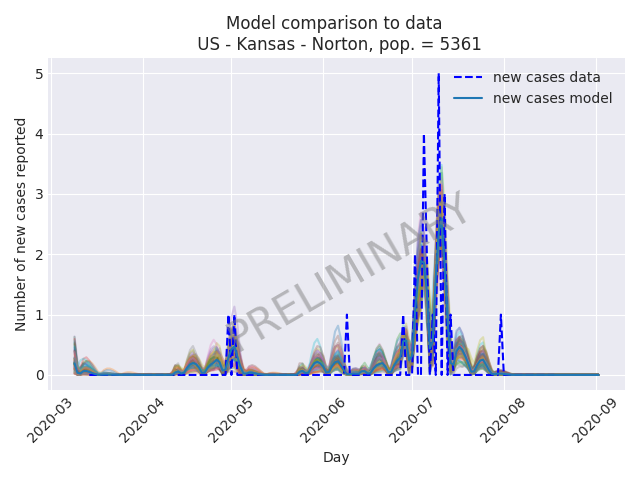 Model comparison to data
US - Kansas - Norton, pop. = 5361
new cases data
new cases model
Number of new cases reported
5
4
3
2
1
0
PRELIMINARY
2020-03
2020-04
2020-05
2020-06
2020-07
2020-08
2020-09
Day